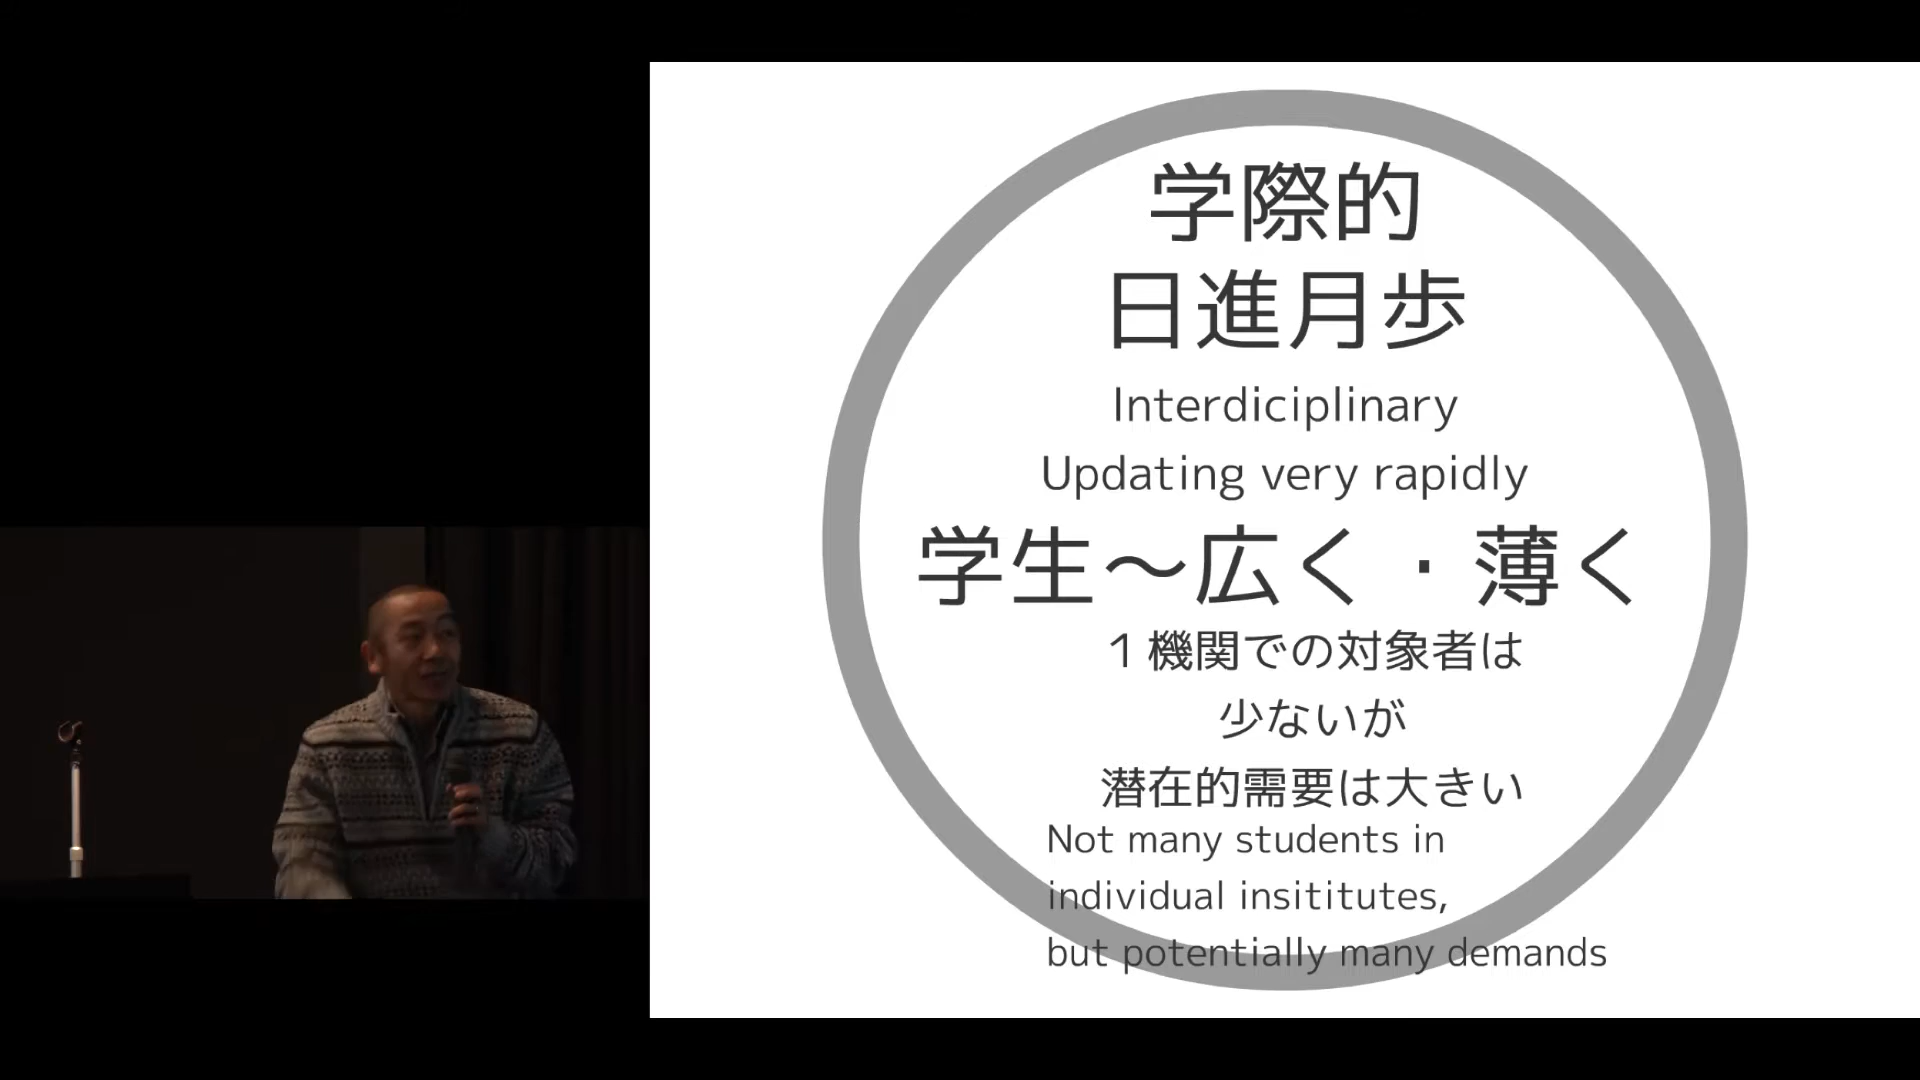 学際的
日進月歩
Interdiciplinary
Updating very rapidly
学生〜広く・薄く
１機関での対象者は
少ないが
潜在的需要は大きい
Not many students in
individual insititutes,
but potentially many demands